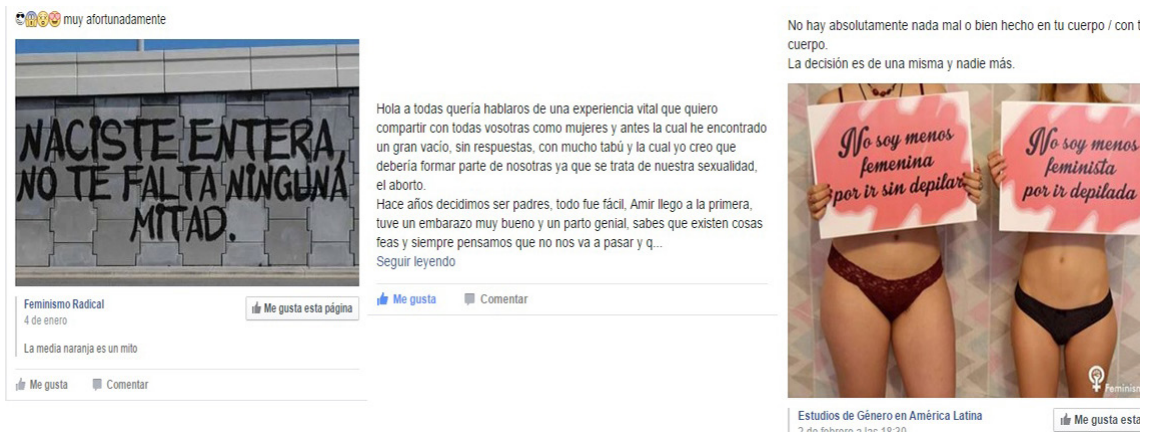 muy afortunadamente
NACISTE ENTERA,
NO TE FALTA NINGUNA
MITAD.
Feminismo Radical
4 de enero
Me gusta esta página
La media naranja es un mito
Me gusta
Comentar
Hola a todas quería hablaros de una experiencia vital que quiero
compartir con todas vosotras como mujeres y antes la cual he encontrado
un gran vacío, sin respuestas, con mucho tabú y la cual yo creo que
debería formar parte de nosotras ya que se trata de nuestra sexualidad,
el aborto.
Hace años decidimos ser padres, todo fue fácil, Amir llego a la primera,
tuve un embarazo muy bueno y un parto genial, sabes que existen cosas
feas y siempre pensamos que no nos va a pasar y q...
Seguir leyendo
Me gusta
Comentar
No hay absolutamente nada mal o bien hecho en tu cuerpo / con t
cuerpo.
La decisión es de una misma y nadie más.
No soy menos
femenina
por ir sin depilar
No soy menos
feminista
por ir depilada
Feminism
Estudios de Género en América Latina
Me gusta esta
2 de febrero a las 18:30